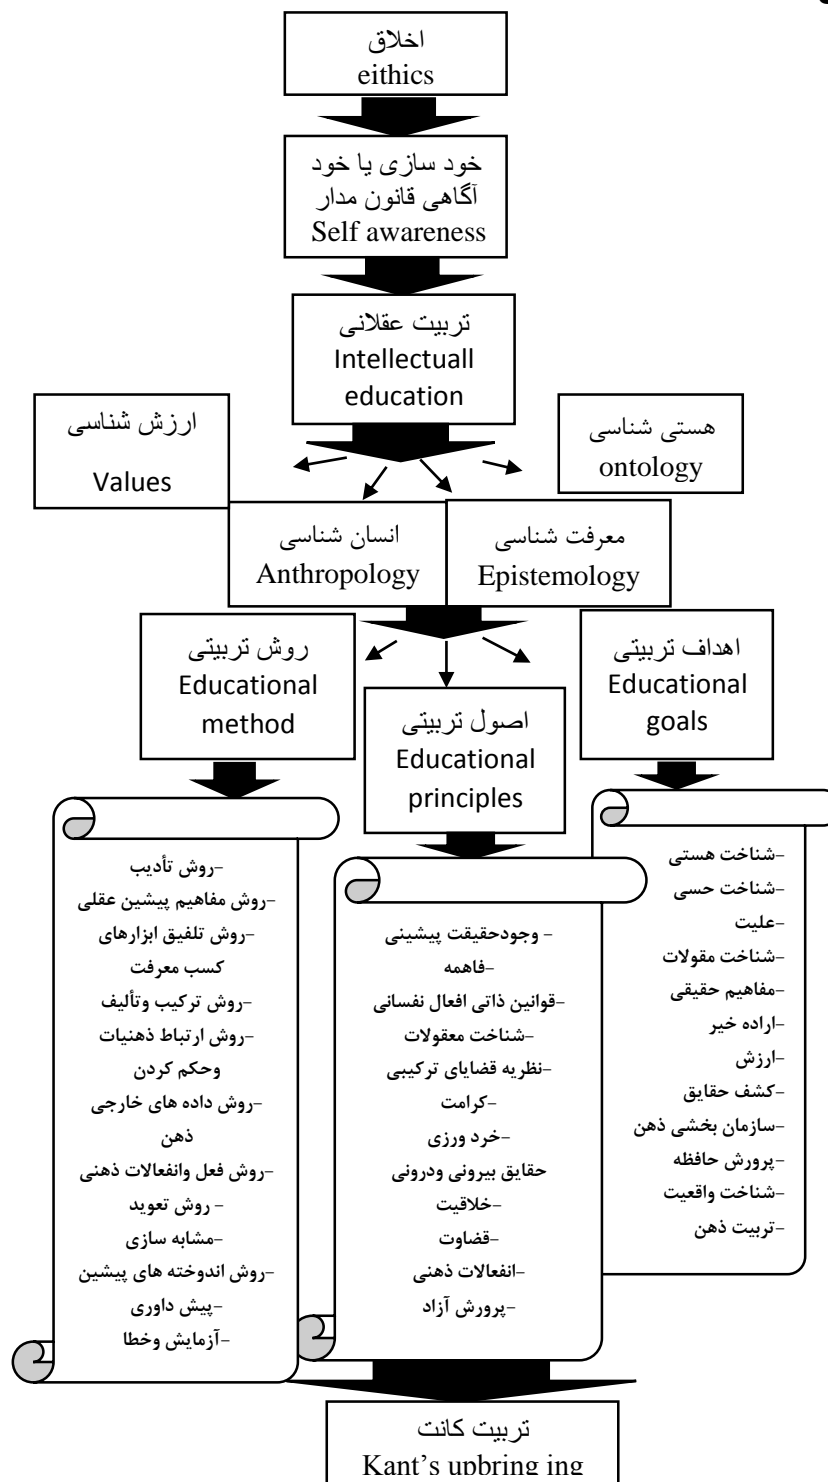 اخلاق
eithics
خود سازی یا خود
آگاهی قانون مدار
Self awareness
تربیت عقلانی
Intellectuall
education
ارزش شناسی
Values
هستی شناسی
ontology
انسان شناسی
Anthropology
معرفت شناسی
Epistemology
روش تربیتی
Educational
method
اصول تربیتی
Educational
principles
اهداف تربیتی
Educational
goals
-روش تأدیب
-روش مفاهیم پیشین عقلی
-روش تلفیق ابزارهای
کسب معرفت
-روش ترکیب وتألیف
-روش ارتباط ذهنیات
وحکم کردن
-روش داده های خارجی
ذهن
-روش فعل وانفعالات ذهنی
- روش تعوید
-مشابه سازی
-روش اندوخته های پیشین
-پیش داوری
-آزمایش وخطا
- وجودحقیقت پیشینی
-فاهمه
-قوانین ذاتی افعال نفسانی
-شناخت معقولات
-نظریه قضایای ترکیبی
-کرامت
-خرد ورزی
حقایق بیرونی ودرونی
-خلاقیت
-قضاوت
-انفعالات ذهنی
-پرورش آزاد
-شناخت هستی
-شناخت حسی
-علیت
-شناخت مقولات
-مفاهیم حقیقی
-اراده خیر
-ارزش
-کشف حقایق
-سازمان بخشی ذهن
-پرورش حافظه
-شناخت واقعیت
-تربیت ذهن
تربیت کانت
Kant's upbring ing